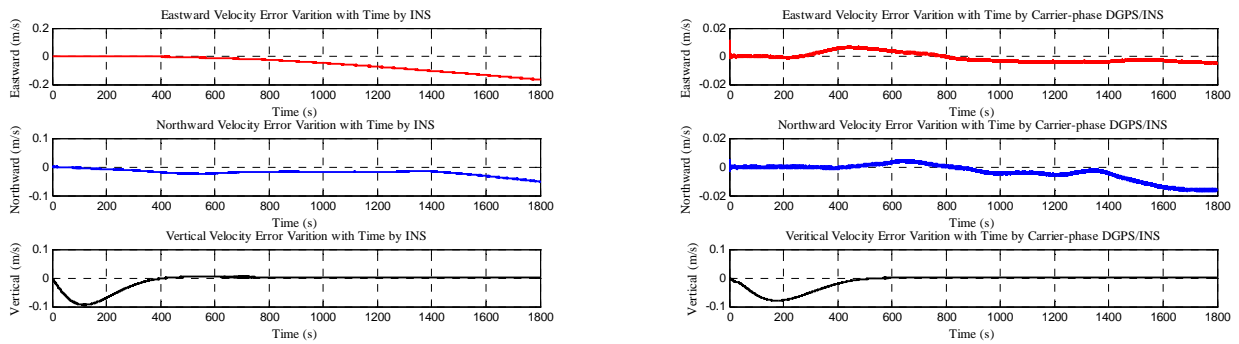 Eastward Velocity Error Varition with Time by INS
Eastward (m/s)
0.2
0
-0.2
0 200 400 600 800 1000 1200 1400 1600 1800
Time (s)
Northward Velocity Error Varition with Time by INS
Northward (m/s)
0.1
0
-0.1
0 200 400 600 800 1000 1200 1400 1600 1800
Time (s)
Vertical Velocity Error Varition with Time by INS
Vertical (m/s)
0.1
0
-0.1
0 200 400 600 800 1000 1200 1400 1600 1800
Time (s)
Eastward Velocity Error Varition with Time by Carrier-phase DGPS/INS
Eastward (m/s)
0.02
0
-0.02
0 200 400 600 800 1000 1200 1400 1600 1800
Time (s)
Northward Velocity Error Varition with Time by Carrier-phase DGPS/INS
Northward (m/s)
0.02
0
-0.02
0 200 400 600 800 1000 1200 1400 1600 1800
Time (s)
Veritical Velocity Error Varition with Time by Carrier-phase DGPS/INS
Vertical (m/s)
0.1
0
-0.1
0 200 400 600 800 1000 1200 1400 1600 1800
Time (s)